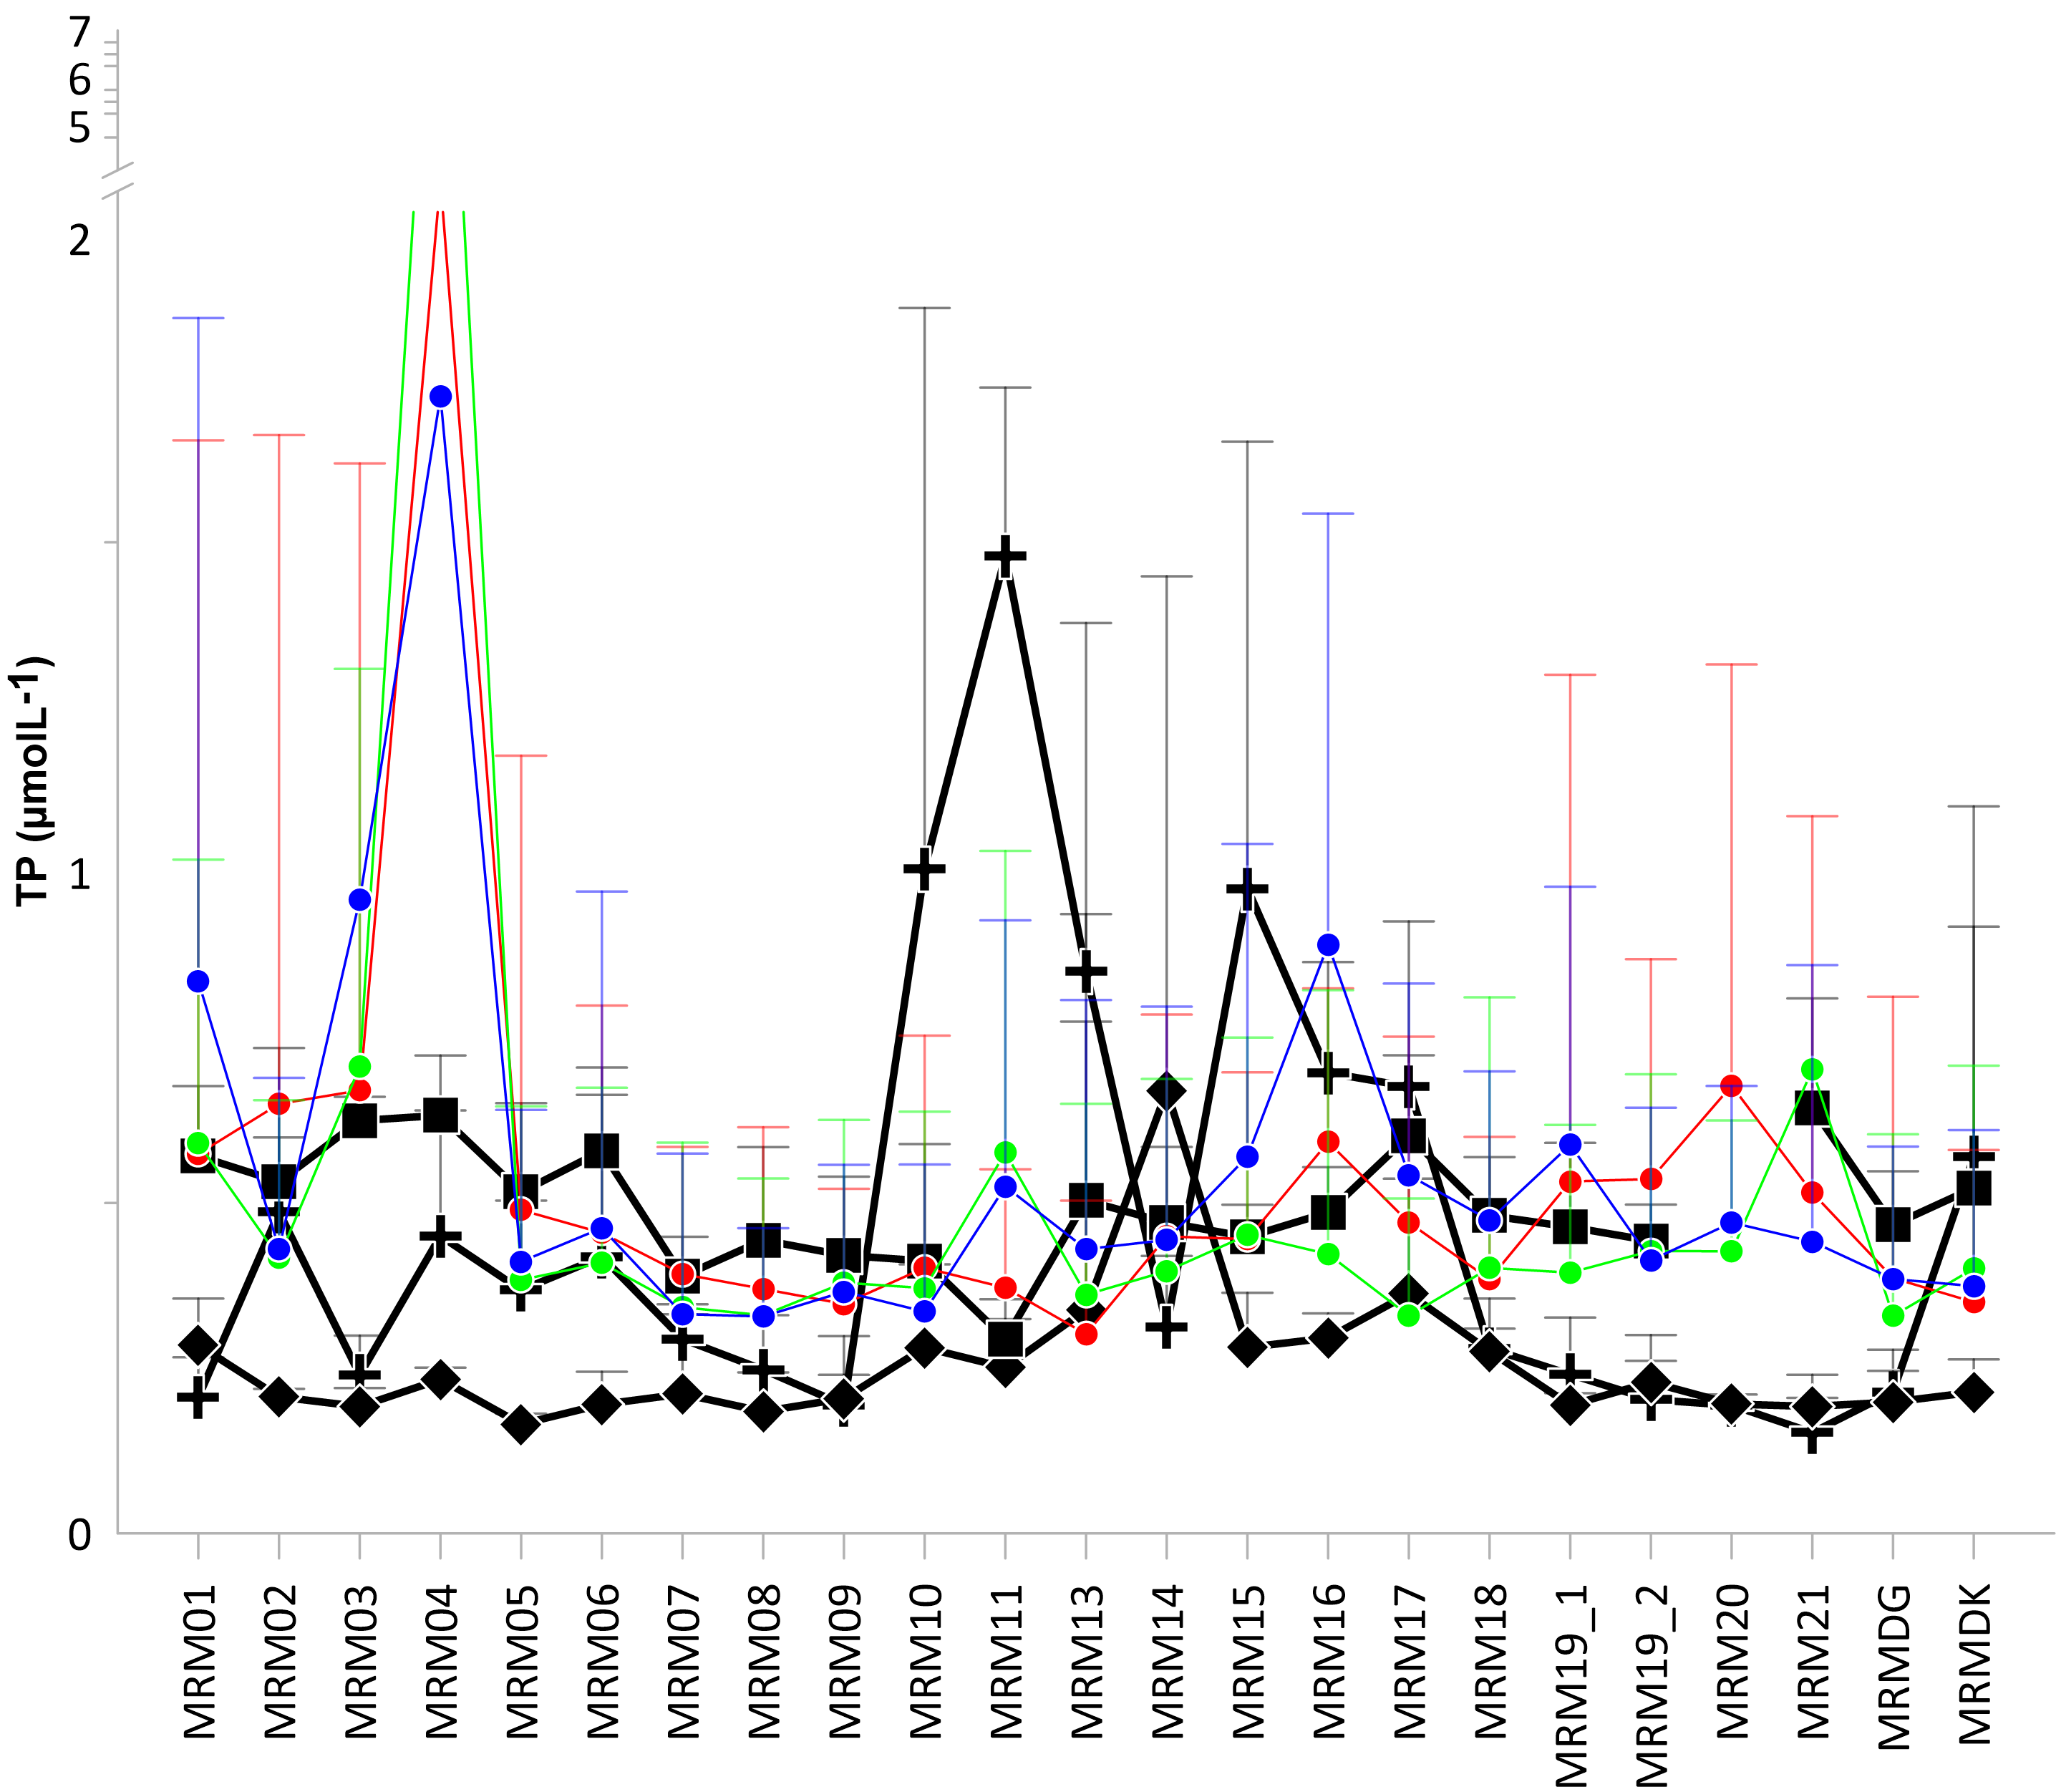 7
6
5
2
1
0
TP (µmolL-1)
MRM01
MRM02
MRM03
MRM04
MRM05
MRM06
MRM07
MRM08
MRM09
MRM10
MRM11
MRM13
MRM14
MRM15
MRM16
MRM17
MRM18
MRM19_1
MRM19_2
MRM20
MRM21
MRMDG
MRMDK